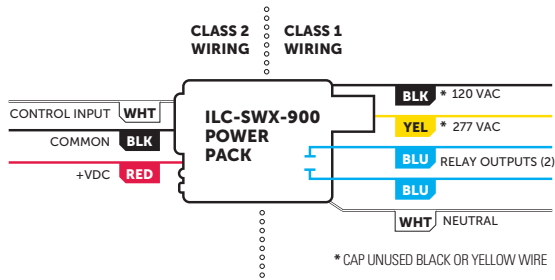 CLASS 2 WIRING
CLASS 1 WIRING
CONTROL INPUT WHT
COMMON BLK
+VDC RED
ILC-SWX-900
POWER
PACK
BLK * 120 VAC
YEL * 277 VAC
BLU RELAY OUTPUTS (2)
BLU
WHT NEUTRAL
* CAP UNUSED BLACK OR YELLOW WIRE